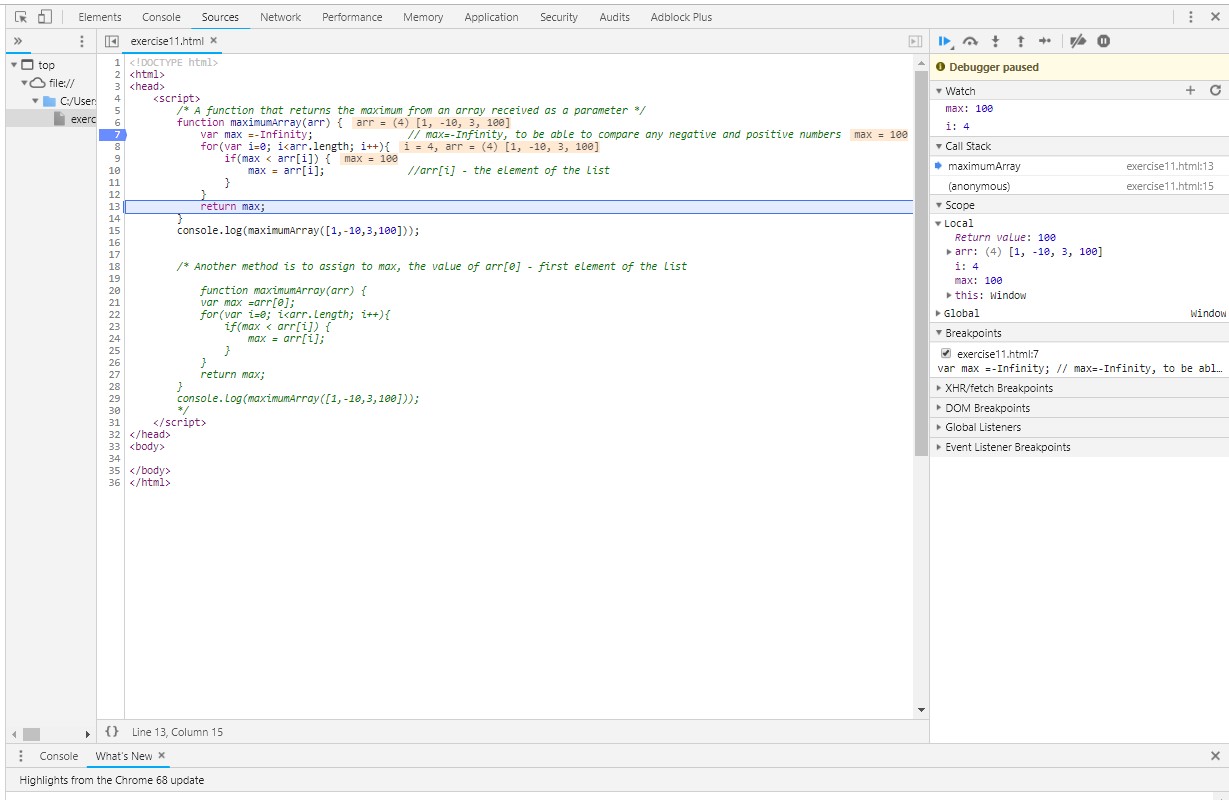 Elements Console Sources Network Performance Memory Application Security Audits Adblock Plus
exercise11.html
top
file://
C:/Users
exerc
1 <!DOCTYPE html>
2 <html>
3 <head>
4 <script>
5 /* A function that returns the maximum from an array received as a parameter */
6 function maximumArray(arr) { arr = (4) [1, -10, 3, 100]
7 var max =-Infinity; // max=-Infinity, to be able to compare any negative and positive numbers max = 100
8 for(var i=0; i<arr.length; i++){ i = 4, arr = (4) [1, -10, 3, 100]
9 if(max < arr[i]) { max = 100
10 max = arr[i]; //arr[i] - the element of the list
11 }
12 }
13 return max;
14 }
15 console.log(maximumArray([1,-10,3,100]));
16
17
18 /* Another method is to assign to max, the value of arr[0] - first element of the list
19
20 function maximumArray(arr) {
21 var max =arr[0];
22 for(var i=0; i<arr.length; i++){
23 if(max < arr[i]) {
24 max = arr[i];
25 }
26 }
27 return max;
28 }
29 console.log(maximumArray([1,-10,3,100]));
30 */
31 </script>
32 </head>
33 <body>
34
35 </body>
36 </html>
{} Line 13, Column 15
Debugger paused
Watch
max: 100
i: 4
Call Stack
maximumArray exercise11.html:13
(anonymous) exercise11.html:15
Scope
Local
Return value: 100
arr: (4) [1, -10, 3, 100]
i: 4
max: 100
this: Window
Global Window
Breakpoints
exercise11.html:7
var max =-Infinity; // max=-Infinity, to be abl…
XHR/fetch Breakpoints
DOM Breakpoints
Global Listeners
Event Listener Breakpoints
Console What's New
Highlights from the Chrome 68 update